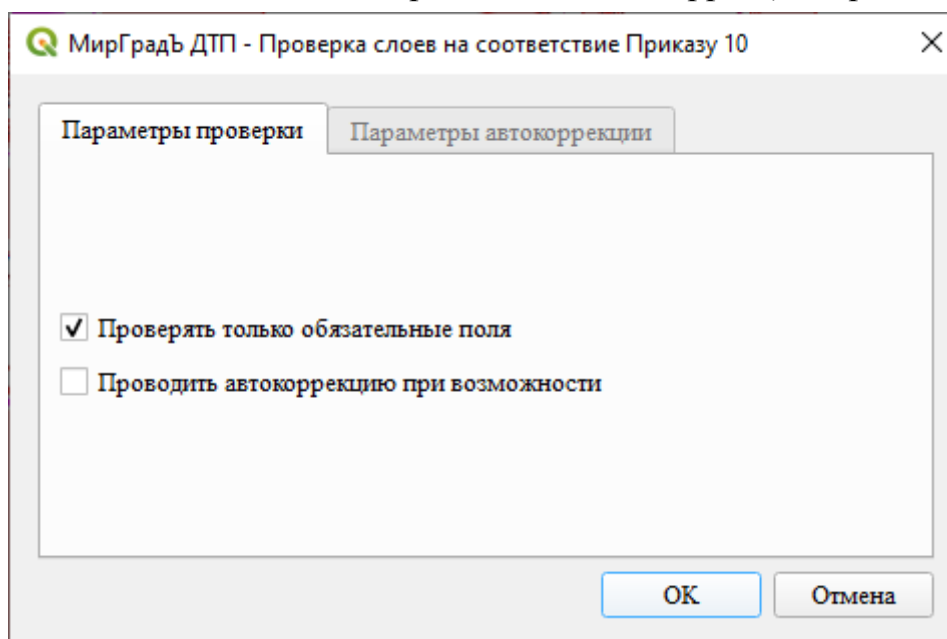 МирГрадЪ ДТП - Проверка слоев на соответствие Приказу 10
Параметры проверки
Параметры автокоррекции
Проверять только обязательные поля
Проводить автокоррекцию при возможности
OK
Отмена